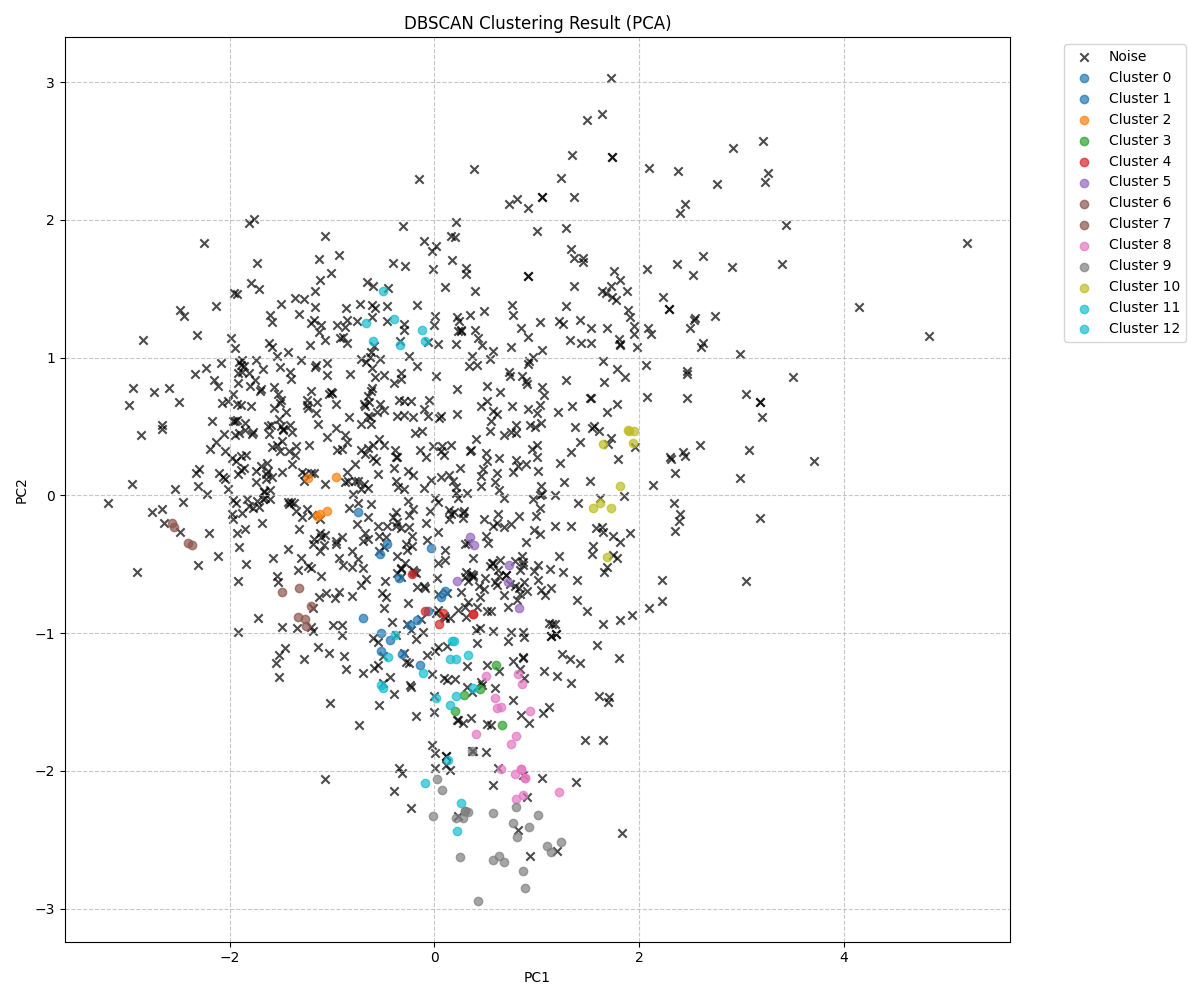 DBSCAN Clustering Result (PCA)
3
2
1
0
−1
−2
−3
PC2
−2
0
2
4
PC1
Noise
Cluster 0
Cluster 1
Cluster 2
Cluster 3
Cluster 4
Cluster 5
Cluster 6
Cluster 7
Cluster 8
Cluster 9
Cluster 10
Cluster 11
Cluster 12